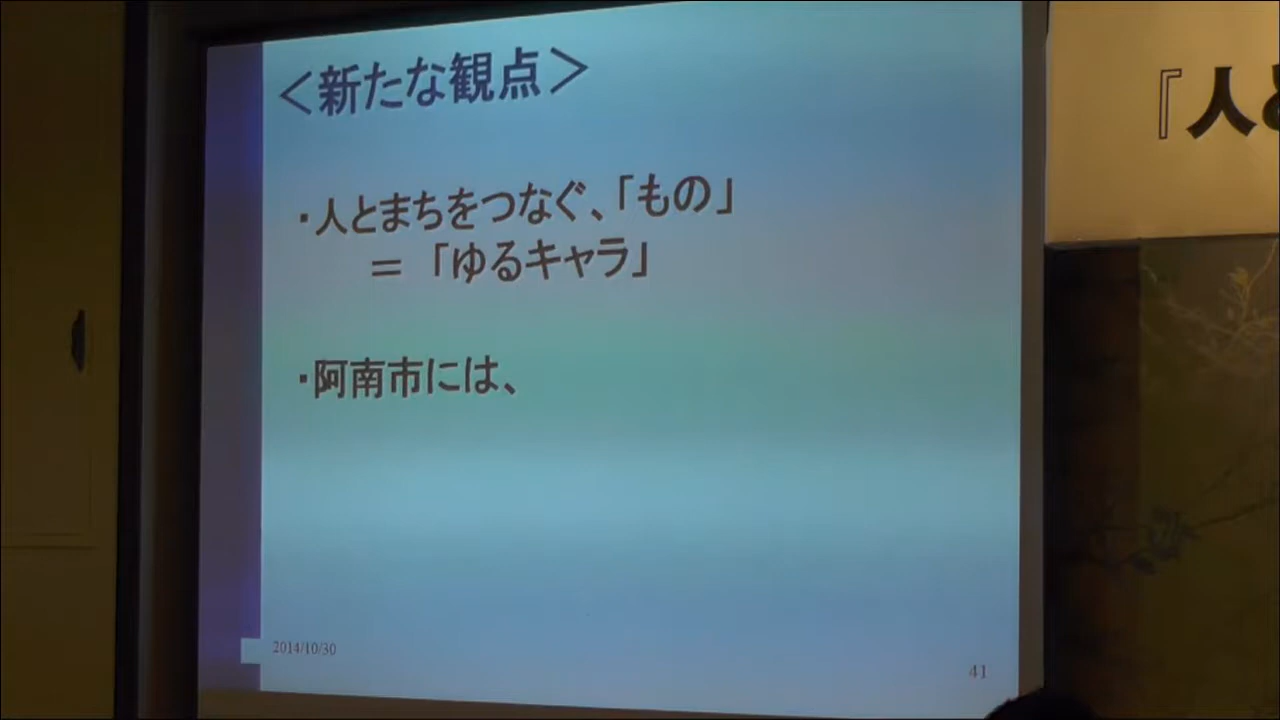 ＜新たな観点＞
・人とまちをつなぐ、「もの」
＝「ゆるキャラ」
・阿南市には、
2014/10/30
41
『人と